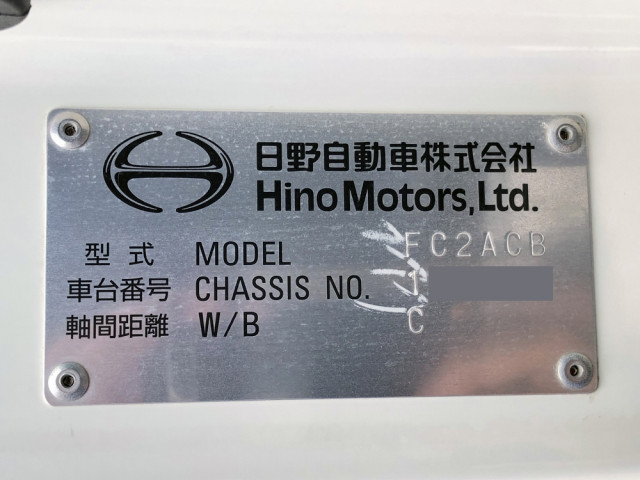 日野自動車株式会社
Hino Motors, Ltd.
型式 MODEL FC2ACB
車台番号 CHASSIS NO. 1
軸間距離 W/B C